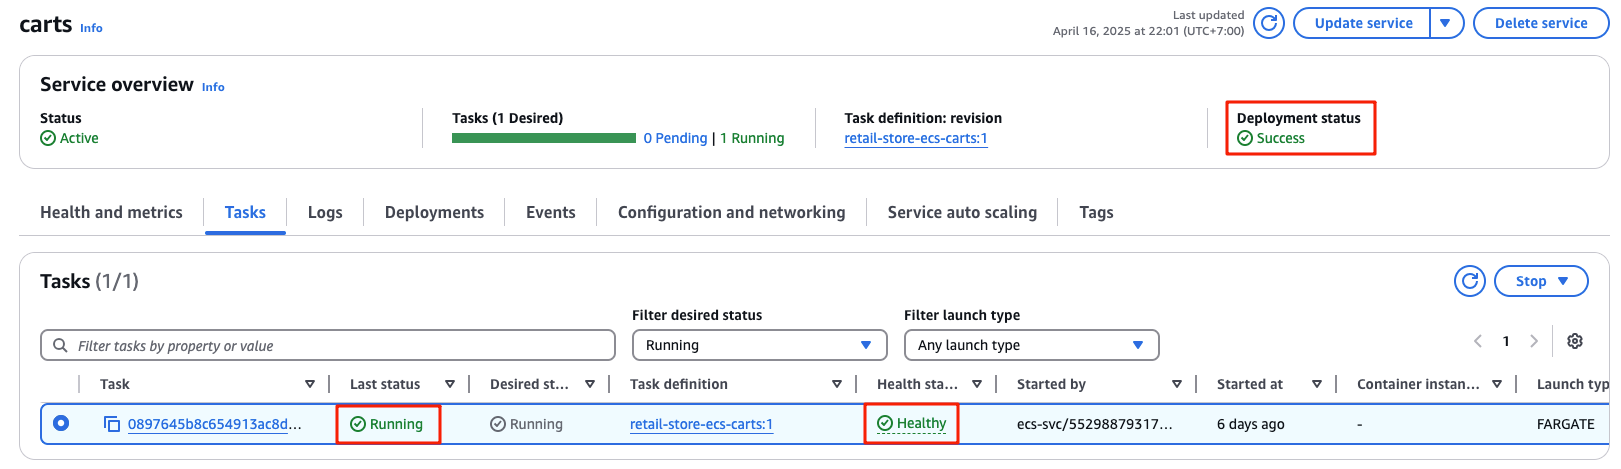 carts Info
Last updated
April 16, 2025 at 22:01 (UTC+7:00)
Update service
Delete service
Service overview Info
Status
Active
Tasks (1 Desired)
0 Pending | 1 Running
Task definition: revision
retail-store-ecs-carts:1
Deployment status
Success
Health and metrics
Tasks
Logs
Deployments
Events
Configuration and networking
Service auto scaling
Tags
Tasks (1/1)
Stop
Filter tasks by property or value
Filter desired status
Running
Filter launch type
Any launch type
1
Task Last status Desired st... Task definition Health sta... Started by Started at Container instan... Launch typ
0897645b8c654913ac8d... Running Running retail-store-ecs-carts:1 Healthy ecs-svc/55298879317... 6 days ago - FARGATE